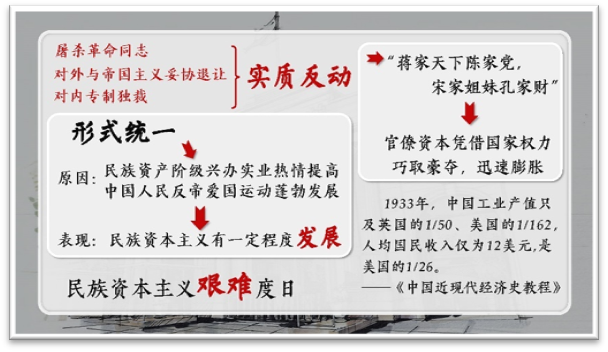 屠杀革命同志
对外与帝国主义妥协退让
对内专制独裁
实质反动
形式统一
原因：民族资产阶级兴办实业热情提高
中国人民反帝爱国运动蓬勃发展
表现：民族资本主义有一定程度发展
民族资本主义艰难度日
“蒋家天下陈家党，
宋家姐妹孔家财”
官僚资本凭借国家权力
巧取豪夺，迅速膨胀
1933年，中国工业产值只
及英国的1/50、美国的1/162，
人均国民收入仅为12美元,是
美国的1/26。
——《中国近现代经济史教程》